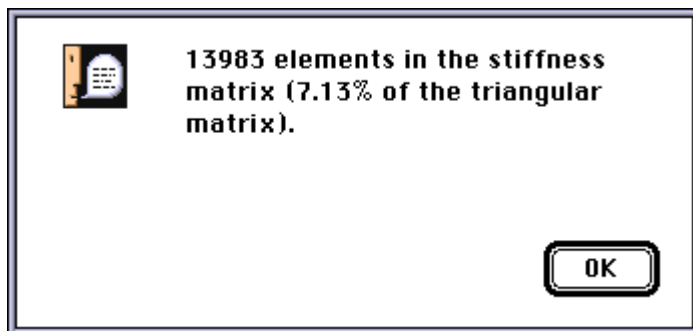 13983 elements in the stiffness
matrix (7.13% of the triangular
matrix).
OK